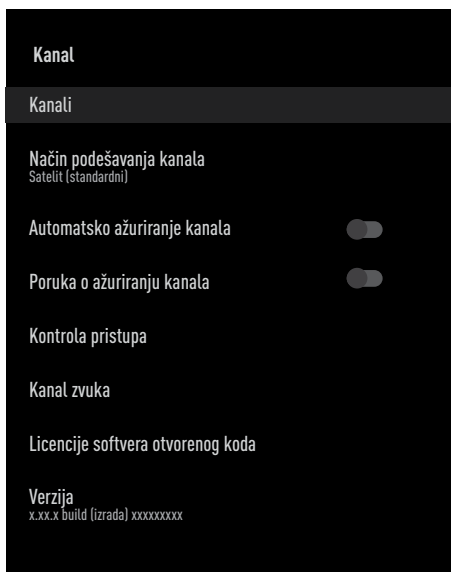 Kanal
Kanali
Način podešavanja kanala
Satelit (standardni)
Automatsko ažuriranje kanala
Poruka o ažuriranju kanala
Kontrola pristupa
Kanal zvuka
Licencije softvera otvorenog koda
Verzija
x.xx.x build (izrada) xxxxxxxxx